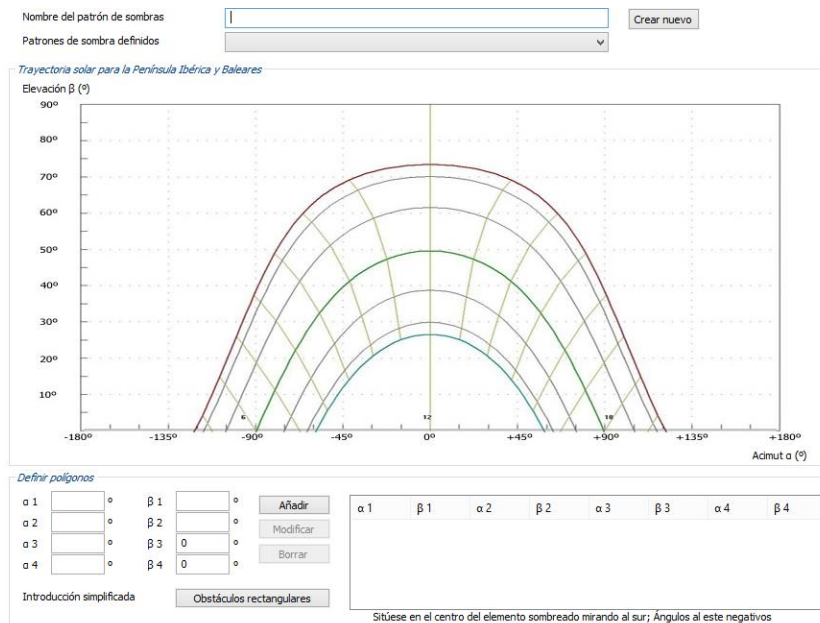 Nombre del patrón de sombras
Crear nuevo
Patrones de sombra definidos
Trayectoria solar para la Península Ibérica y Baleares
Elevación β (º)
90º
80º
70º
60º
50º
40º
30º
20º
10º
6 12 18
-180º -135º -90º -45º 0º +45º +90º +135º +180º
Acimut α (º)
Definir polígonos
α 1 º β 1 º Añadir
α 2 º β 2 º Modificar
α 3 º β 3 0 º Borrar
α 4 º β 4 0 º
α 1 β 1 α 2 β 2 α 3 β 3 α 4 β 4
Introducción simplificada Obstáculos rectangulares
Sitúese en el centro del elemento sombreado mirando al sur; Ángulos al este negativos